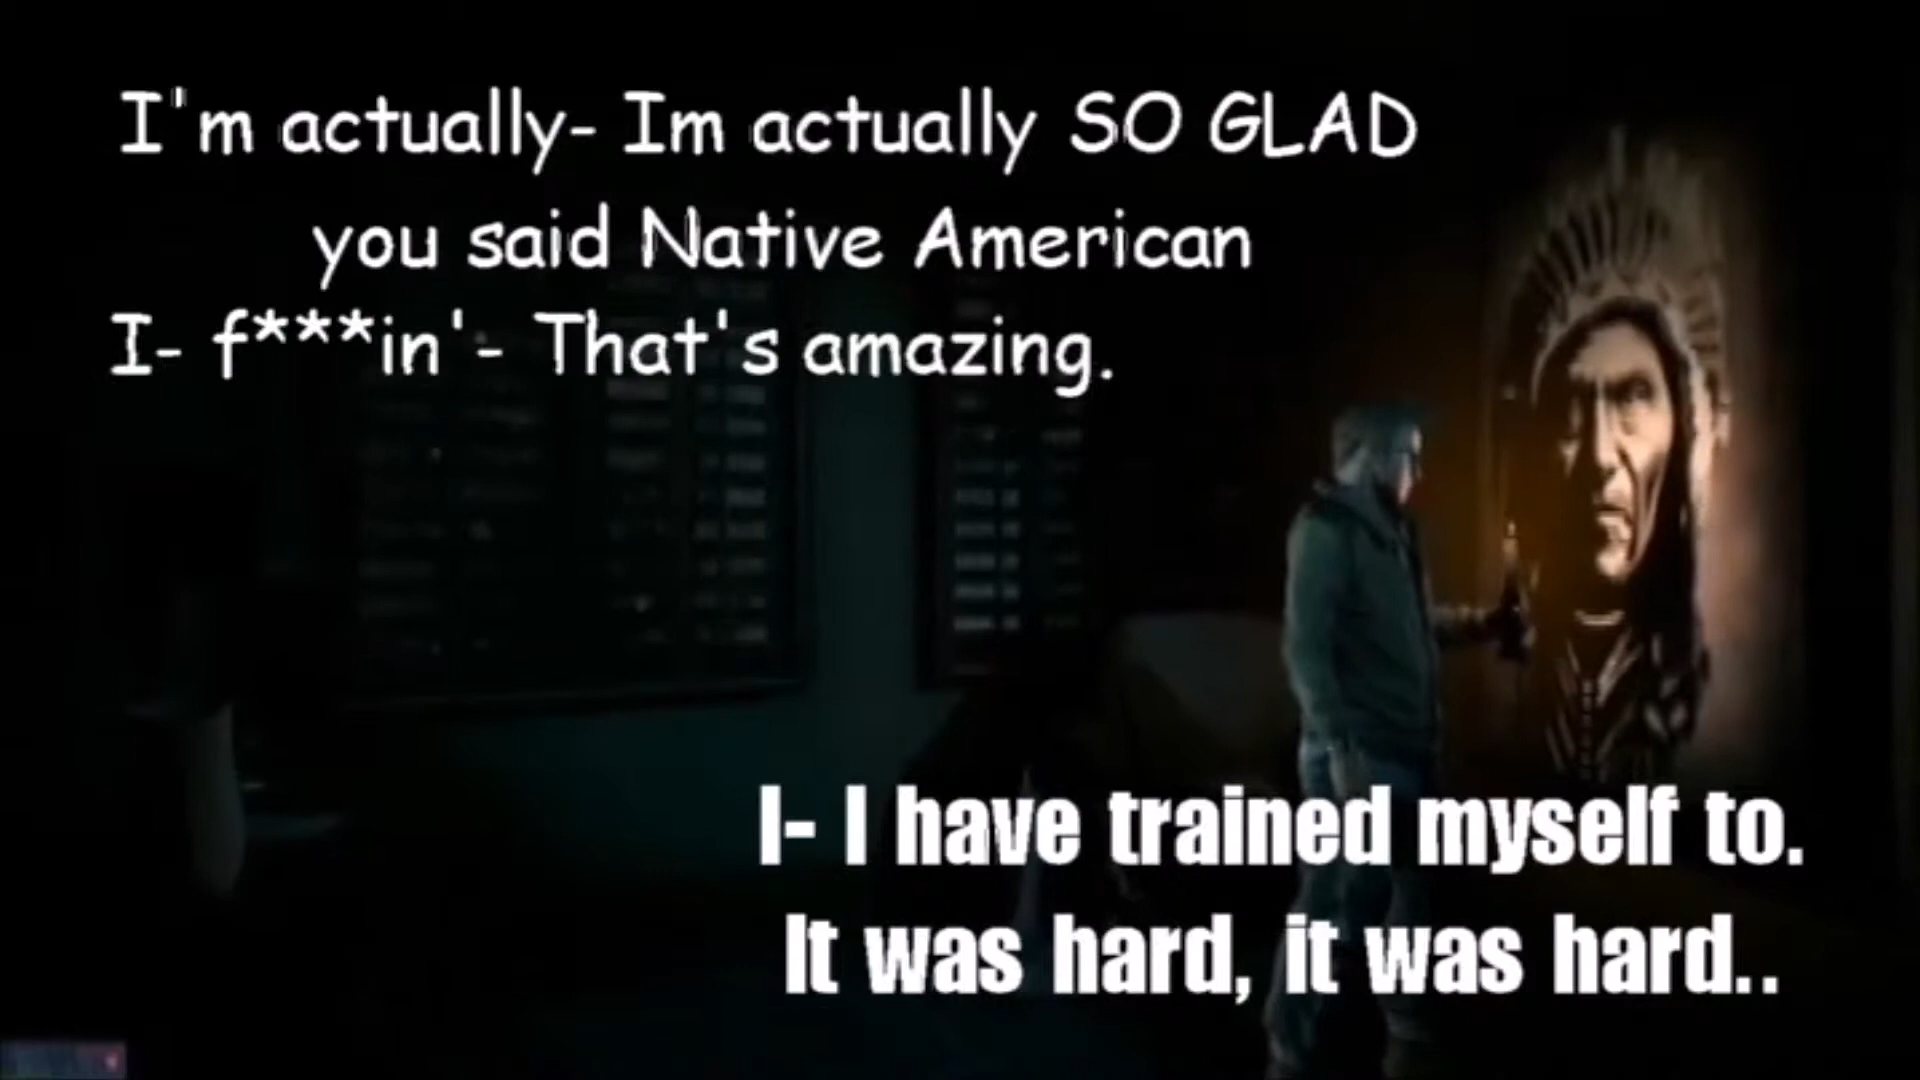 I'm actually- Im actually SO GLAD
you said Native American
I- f***in'- That's amazing.
I- I have trained myself to.
It was hard, it was hard..